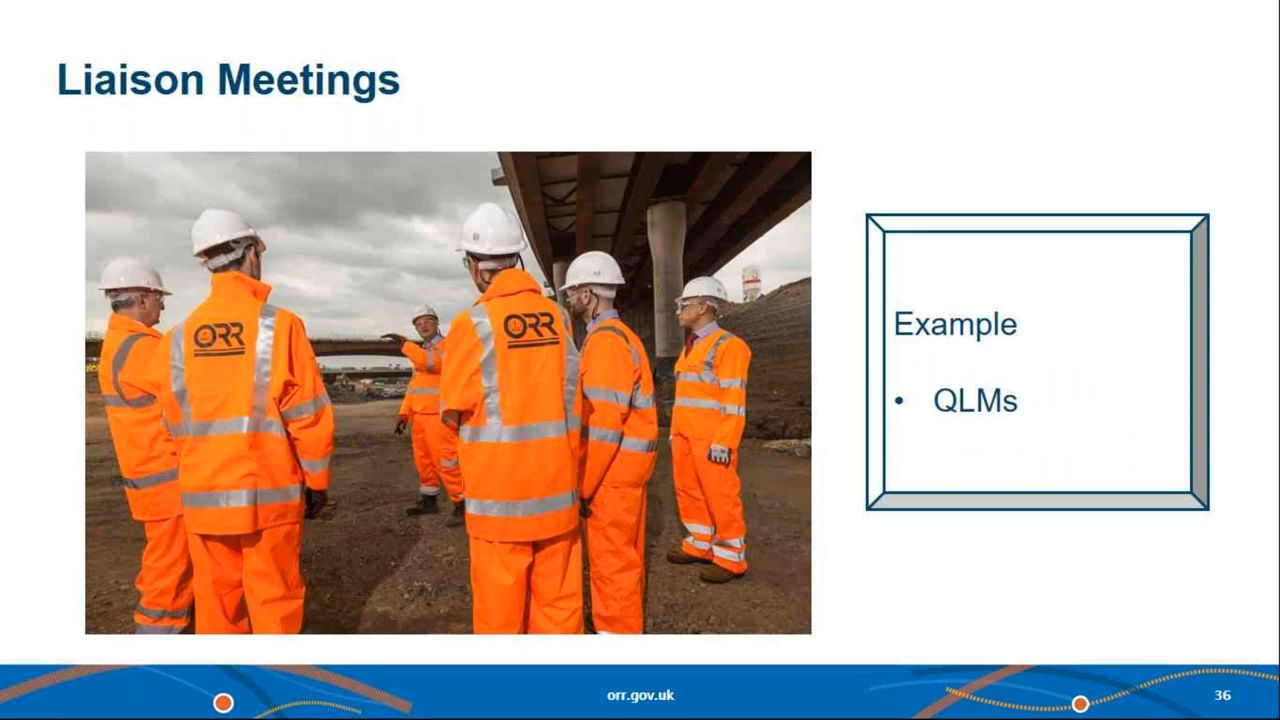 Liaison Meetings
ORR
ORR
Example
• QLMs
orr.gov.uk
36